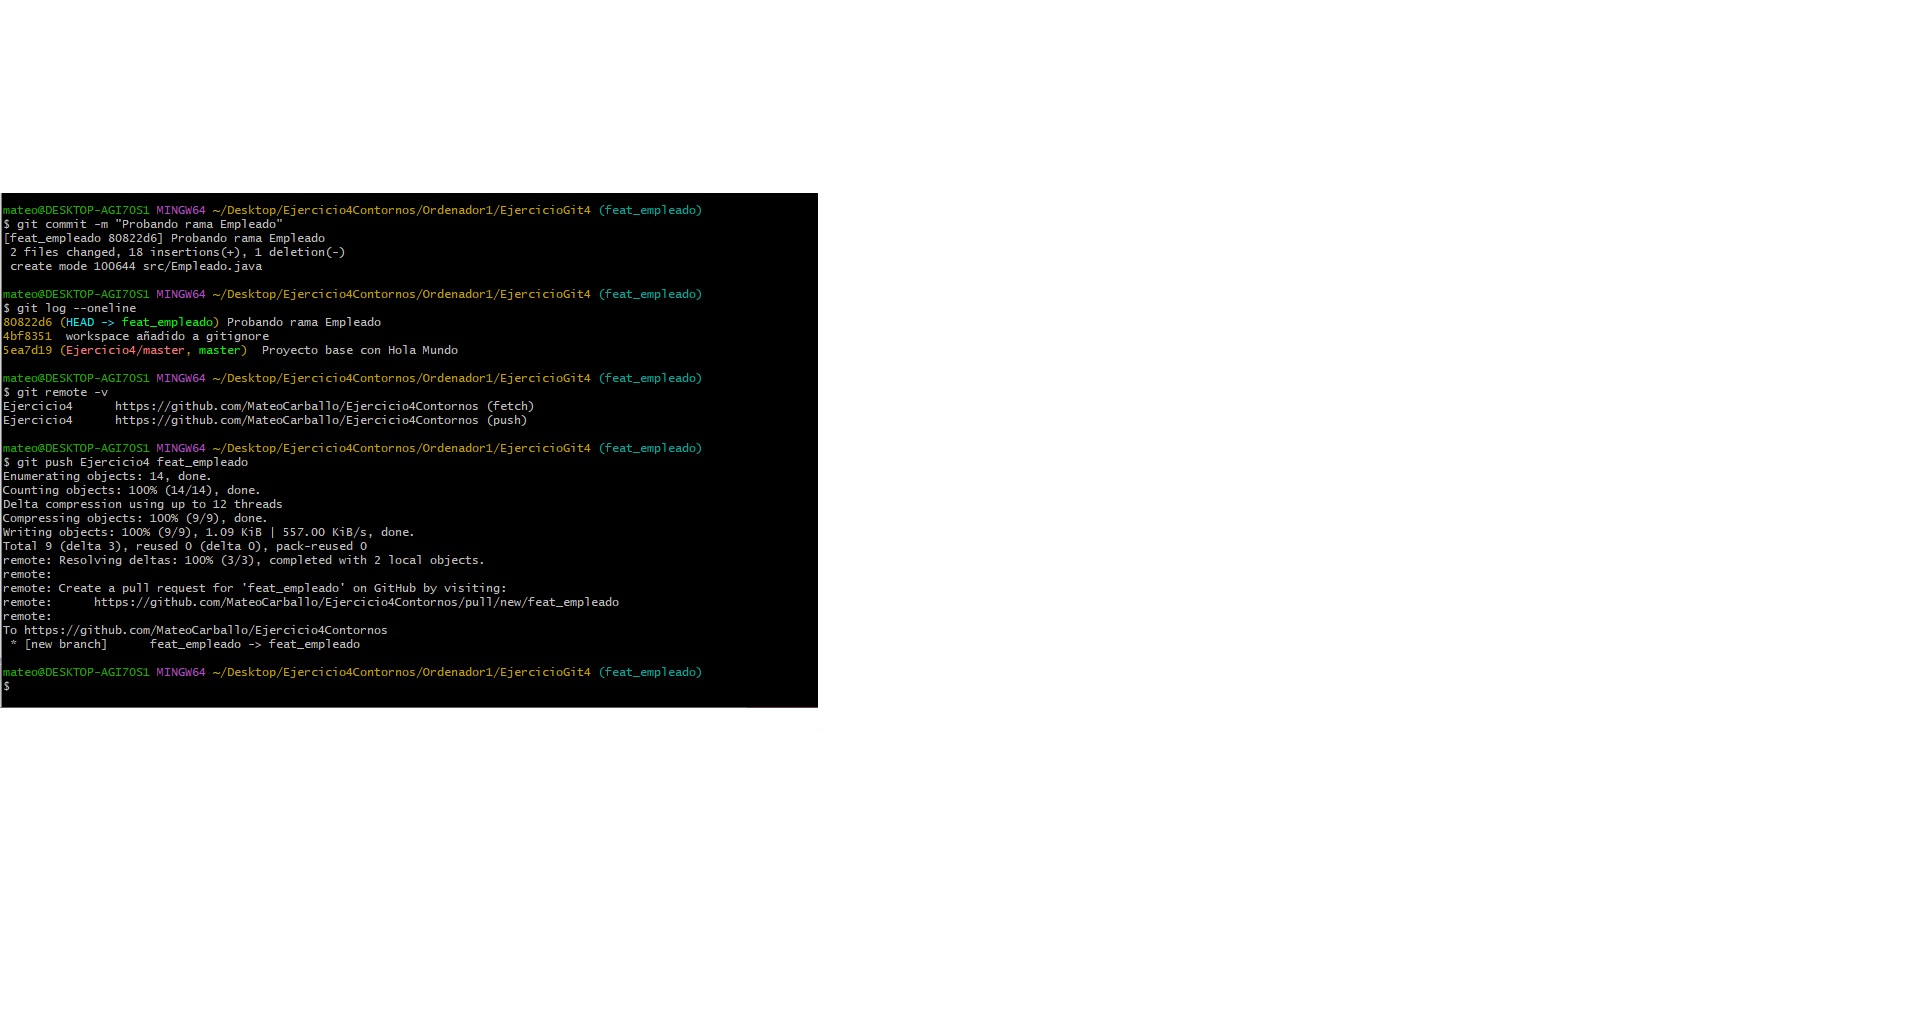 mateo@DESKTOP-AGI7OS1 MINGW64 ~/Desktop/Ejercicio4Contornos/Ordenador1/EjercicioGit4 (feat_empleado)
$ git commit -m "Probando rama Empleado"
[feat_empleado 80822d6] Probando rama Empleado
 2 files changed, 18 insertions(+), 1 deletion(-)
 create mode 100644 src/Empleado.java
mateo@DESKTOP-AGI7OS1 MINGW64 ~/Desktop/Ejercicio4Contornos/Ordenador1/EjercicioGit4 (feat_empleado)
$ git log --oneline
80822d6 (HEAD -> feat_empleado) Probando rama Empleado
4bf8351  workspace añadido a gitignore
5ea7d19 (Ejercicio4/master, master)  Proyecto base con Hola Mundo
mateo@DESKTOP-AGI7OS1 MINGW64 ~/Desktop/Ejercicio4Contornos/Ordenador1/EjercicioGit4 (feat_empleado)
$ git remote -v
Ejercicio4      https://github.com/MateoCarballo/Ejercicio4Contornos (fetch)
Ejercicio4      https://github.com/MateoCarballo/Ejercicio4Contornos (push)
mateo@DESKTOP-AGI7OS1 MINGW64 ~/Desktop/Ejercicio4Contornos/Ordenador1/EjercicioGit4 (feat_empleado)
$ git push Ejercicio4 feat_empleado
Enumerating objects: 14, done.
Counting objects: 100% (14/14), done.
Delta compression using up to 12 threads
Compressing objects: 100% (9/9), done.
Writing objects: 100% (9/9), 1.09 KiB | 557.00 KiB/s, done.
Total 9 (delta 3), reused 0 (delta 0), pack-reused 0
remote: Resolving deltas: 100% (3/3), completed with 2 local objects.
remote:
remote: Create a pull request for 'feat_empleado' on GitHub by visiting:
remote:      https://github.com/MateoCarballo/Ejercicio4Contornos/pull/new/feat_empleado
remote:
To https://github.com/MateoCarballo/Ejercicio4Contornos
 * [new branch]      feat_empleado -> feat_empleado
mateo@DESKTOP-AGI7OS1 MINGW64 ~/Desktop/Ejercicio4Contornos/Ordenador1/EjercicioGit4 (feat_empleado)
$